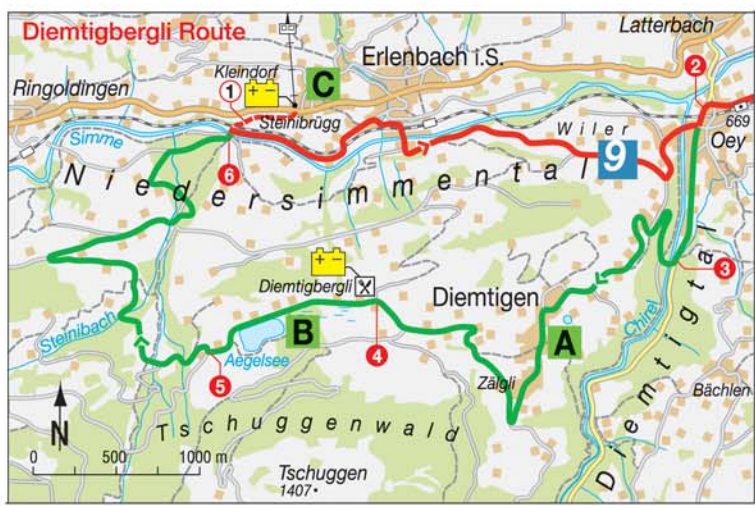 Diemtigbergli Route
Latterbach
Erlenbach i.S.
Kleindorf
Ringoldingen
C
2
1
+ −
Steinibrügg
669
Oey
Simme
Wiler
9
6
Niedersimmental
3
+ −
Diemtigbergli
Diemtigen
Chirel
Diemtigtal
Steinibach
B
A
4
Aegelsee
5
Zälgli
Bächlen
N
Tschuggenwald
0 500 1000 m
Tschuggen
1407